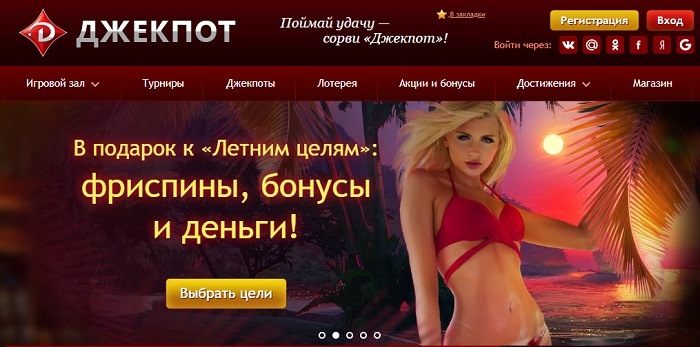 ДЖЕКПОТ
Поймай удачу —
сорви «Джекпот»!
В закладки
Регистрация
Вход
Войти через:
Игровой зал
Турниры
Джекпоты
Лотерея
Акции и бонусы
Достижения
Магазин
В подарок к «Летним целям»:
фриспины, бонусы
и деньги!
Выбрать цели